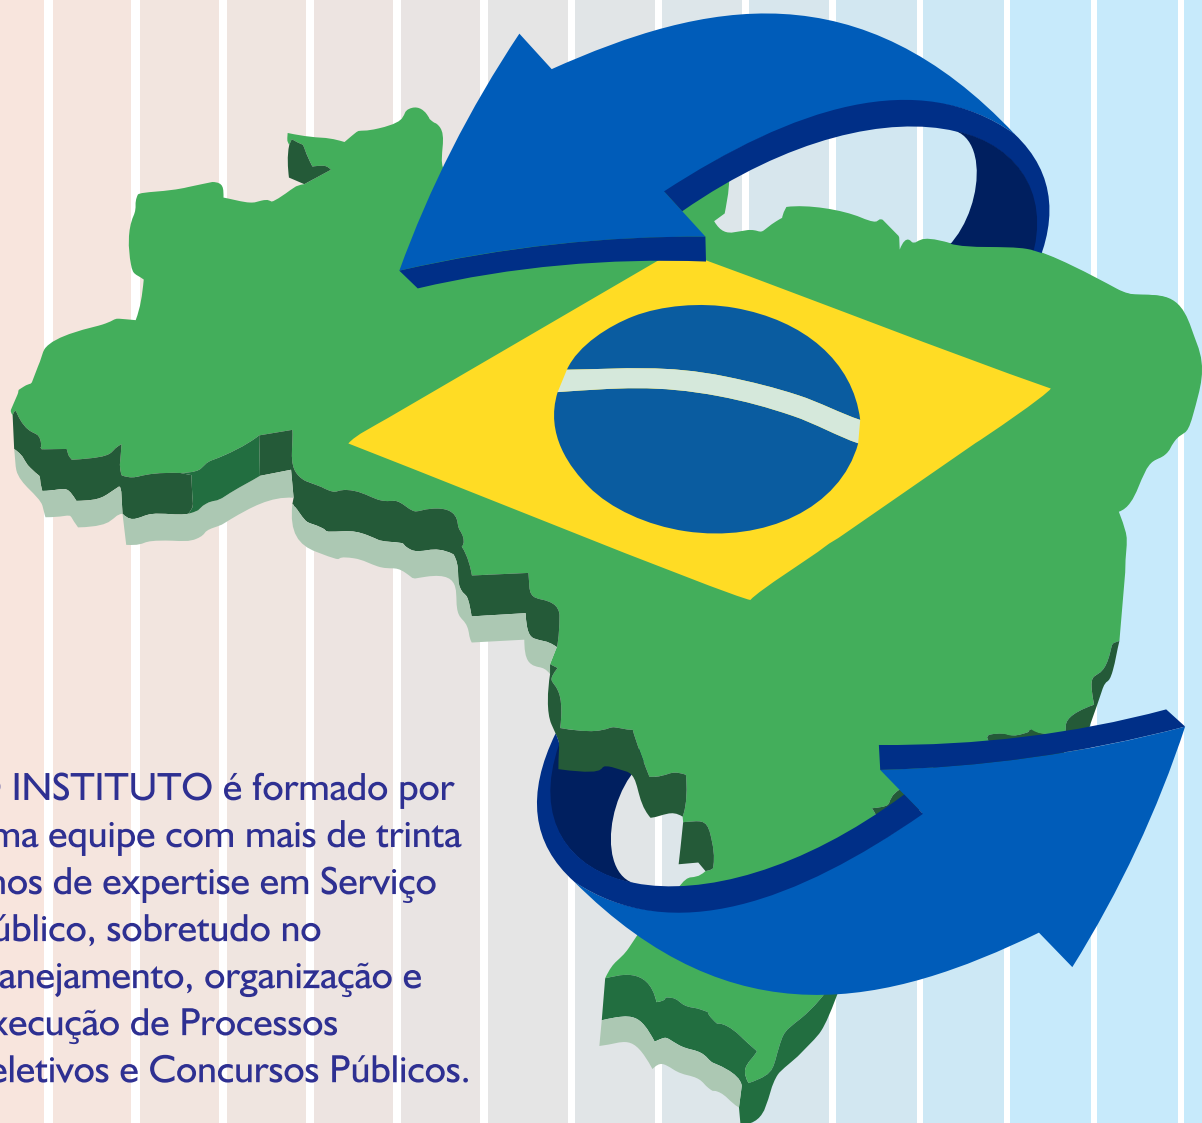 INSTITUTO é formado por
ma equipe com mais de trinta
nos de expertise em Serviço
úblico, sobretudo no
anejamento, organização e
xecução de Processos
eletivos e Concursos Públicos.